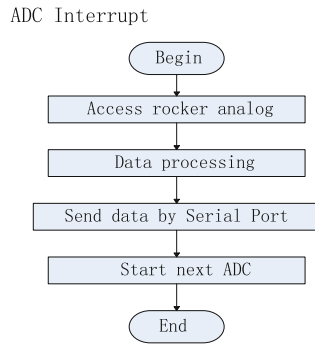 ADC Interrupt
Begin
Access rocker analog
Data processing
Send data by Serial Port
Start next ADC
End